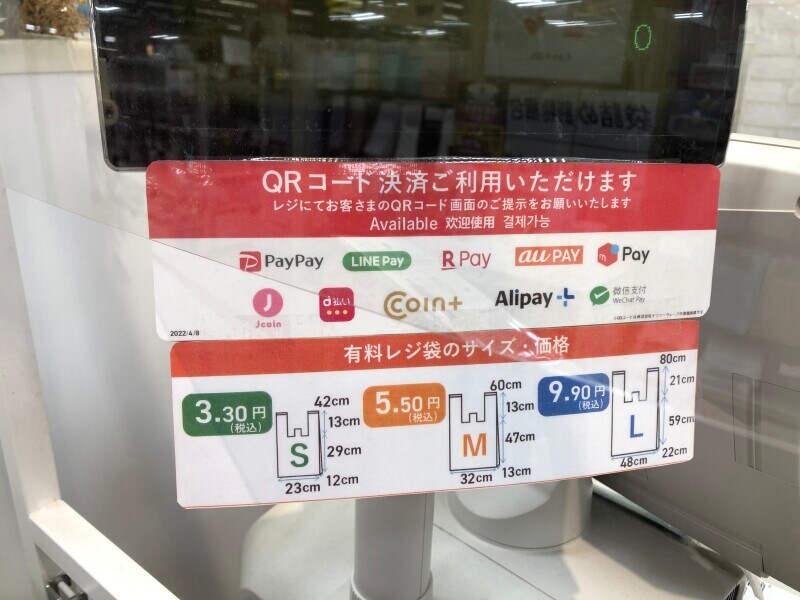 0
QRコード決済ご利用いただけます
レジにてお客さまのQRコード画面のご提示をお願いいたします
Available 欢迎使用 결제가능
PayPay LINE Pay R Pay au PAY m Pay
J Jcoin d払い Coin+ Alipay+ 微信支付 WeChat Pay
2022/4/8
有料レジ袋のサイズ・価格
3.30円 (税込) S 42cm 13cm 29cm 23cm 12cm
5.50円 (税込) M 60cm 13cm 47cm 32cm 13cm
9.90円 (税込) L 80cm 21cm 59cm 48cm 22cm